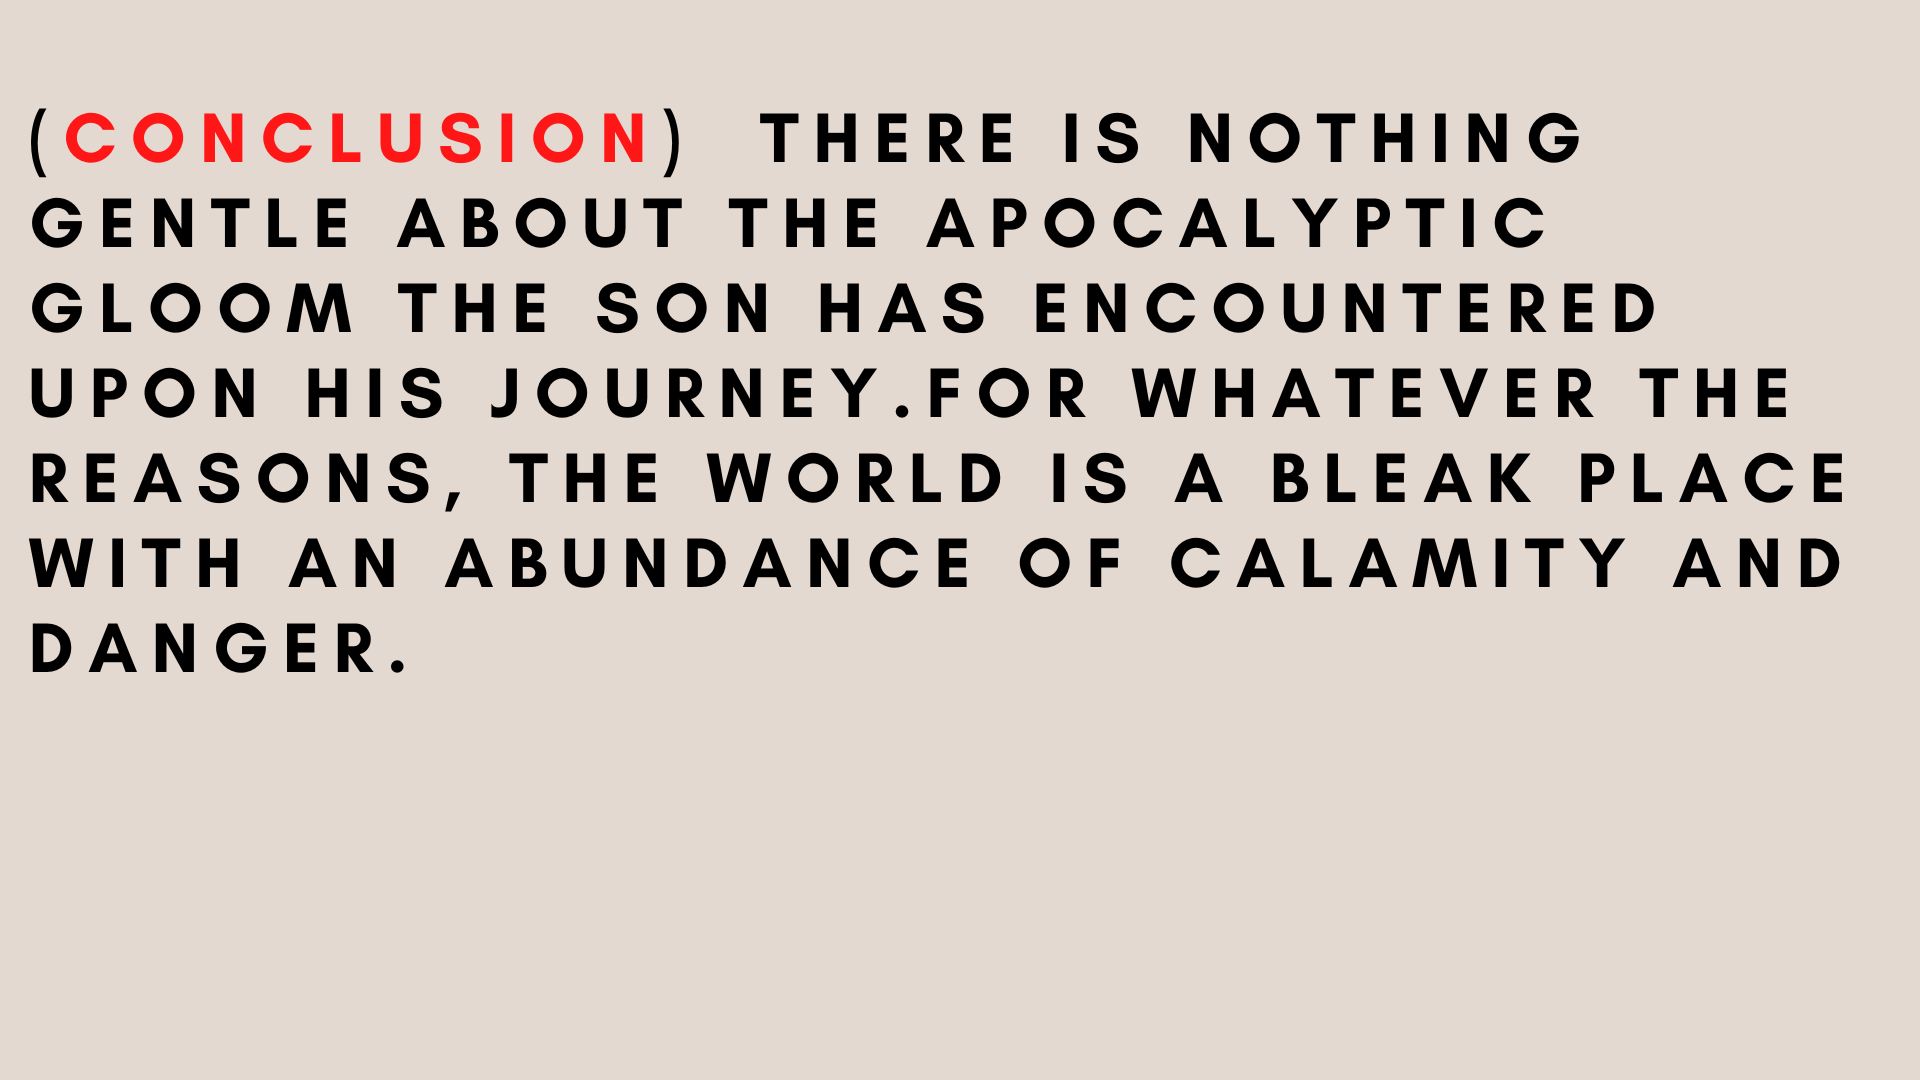 (CONCLUSION) THERE IS NOTHING
GENTLE ABOUT THE APOCALYPTIC
GLOOM THE SON HAS ENCOUNTERED
UPON HIS JOURNEY.FOR WHATEVER THE
REASONS, THE WORLD IS A BLEAK PLACE
WITH AN ABUNDANCE OF CALAMITY AND
DANGER.